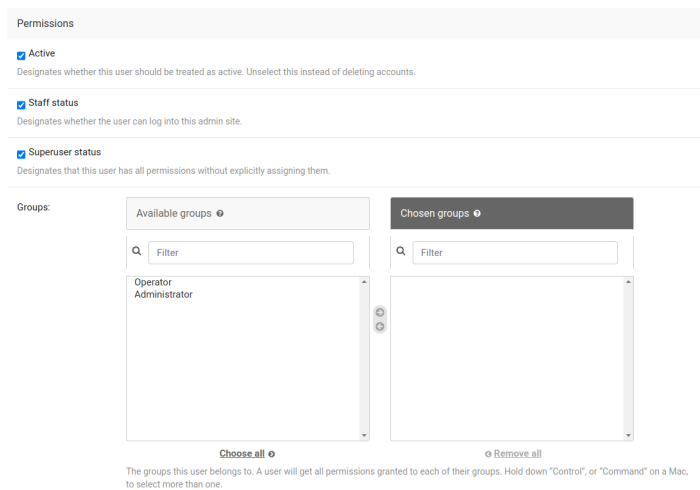 Permissions
Active
Designates whether this user should be treated as active. Unselect this instead of deleting accounts.
Staff status
Designates whether the user can log into this admin site.
Superuser status
Designates that this user has all permissions without explicitly assigning them.
Groups:
Available groups
Chosen groups
Filter
Filter
Operator
Administrator
Choose all
Remove all
The groups this user belongs to. A user will get all permissions granted to each of their groups. Hold down “Control”, or “Command” on a Mac,
to select more than one.